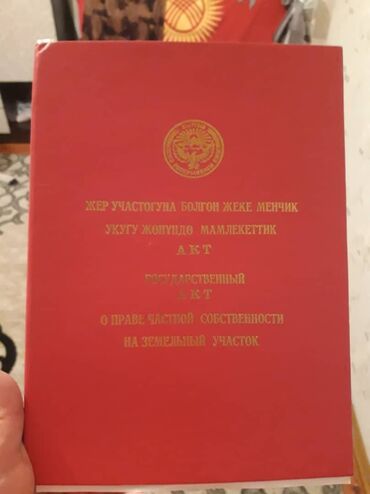 ЖЕР УЧАСТОГУНА БОЛГОН ЖЕКЕ МЕНЧИК
УКУГУ ЖӨНҮНДӨ МАМЛЕКЕТТИК
АКТ
ГОСУДАРСТВЕННЫЙ
АКТ
О ПРАВЕ ЧАСТНОЙ СОБСТВЕННОСТИ
НА ЗЕМЕЛЬНЫЙ УЧАСТОК